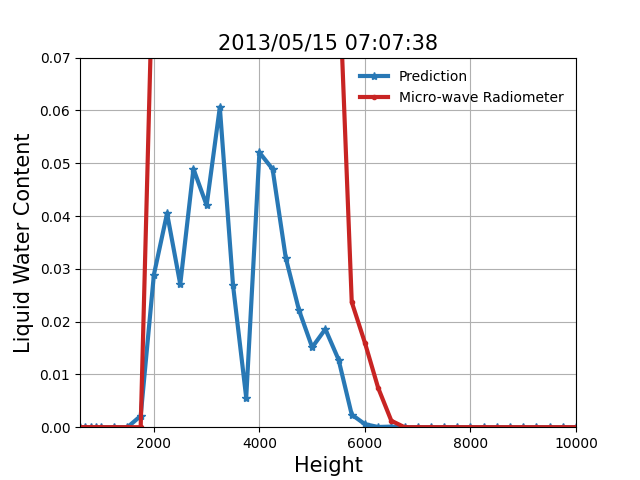 2013/05/15 07:07:38
0.07
0.06
0.05
0.04
0.03
0.02
0.01
0.00
Liquid Water Content
Prediction
Micro-wave Radiometer
2000 4000 6000 8000 10000
Height